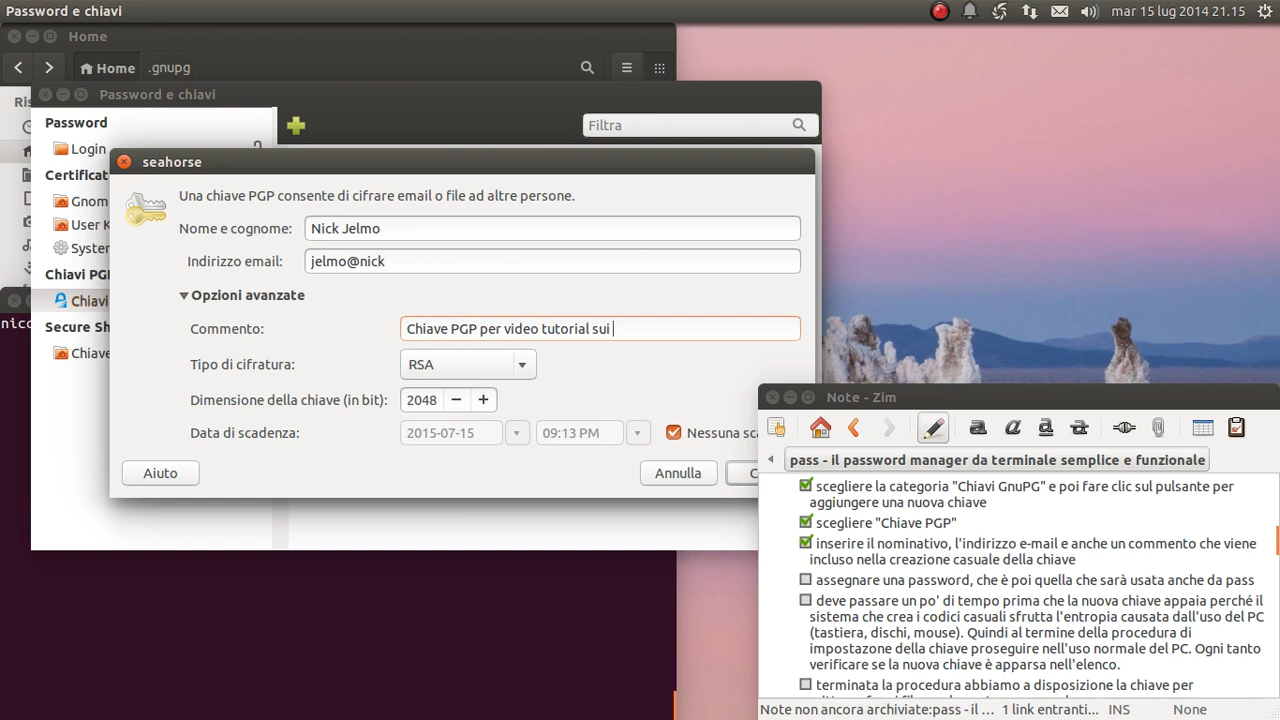 Password e chiavi
mar 15 lug 2014 21.15
Home
Home .gnupg
Ris
Password e chiavi
Password
Login
Filtra
Certificat
Gnom
User K
System
Chiavi PGP
Chiavi
Secure Sh
Chiave
nicc
seahorse
Una chiave PGP consente di cifrare email o file ad altre persone.
Nome e cognome: Nick Jelmo
Indirizzo email: jelmo@nick
Opzioni avanzate
Commento: Chiave PGP per video tutorial sui
Tipo di cifratura: RSA
Dimensione della chiave (in bit): 2048 − +
Data di scadenza: 2015-07-15 09:13 PM Nessuna sca
Aiuto Annulla C
Note - Zim
pass - il password manager da terminale semplice e funzionale
scegliere la categoria "Chiavi GnuPG" e poi fare clic sul pulsante per
aggiungere una nuova chiave
scegliere "Chiave PGP"
inserire il nominativo, l'indirizzo e-mail e anche un commento che viene
incluso nella creazione casuale della chiave
assegnare una password, che è poi quella che sarà usata anche da pass
deve passare un po' di tempo prima che la nuova chiave appaia perché il
sistema che crea i codici casuali sfrutta l'entropia causata dall'uso del PC
(tastiera, dischi, mouse). Quindi al termine della procedura di
impostazone della chiave proseguire nell'uso normale del PC. Ogni tanto
verificare se la nuova chiave è apparsa nell'elenco.
terminata la procedura abbiamo a disposizione la chiave per
Note non ancora archiviate:pass - il ... 1 link entranti... INS None